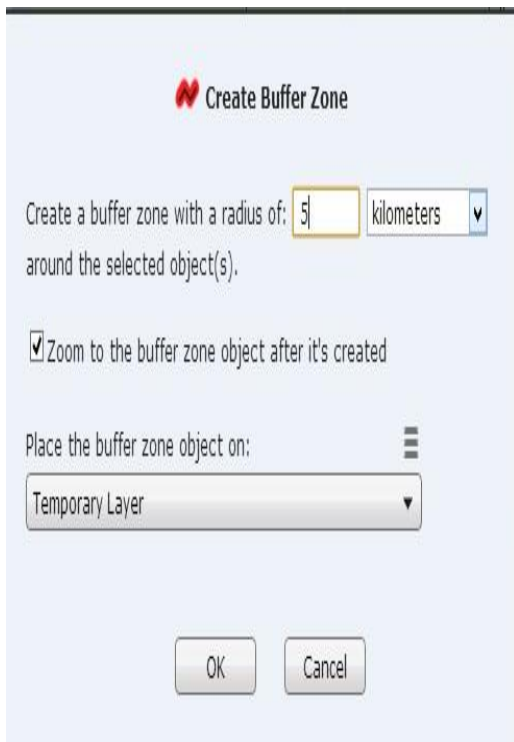 Create Buffer Zone
Create a buffer zone with a radius of: 5 kilometers
around the selected object(s).
Zoom to the buffer zone object after it's created
Place the buffer zone object on:
Temporary Layer
OK Cancel